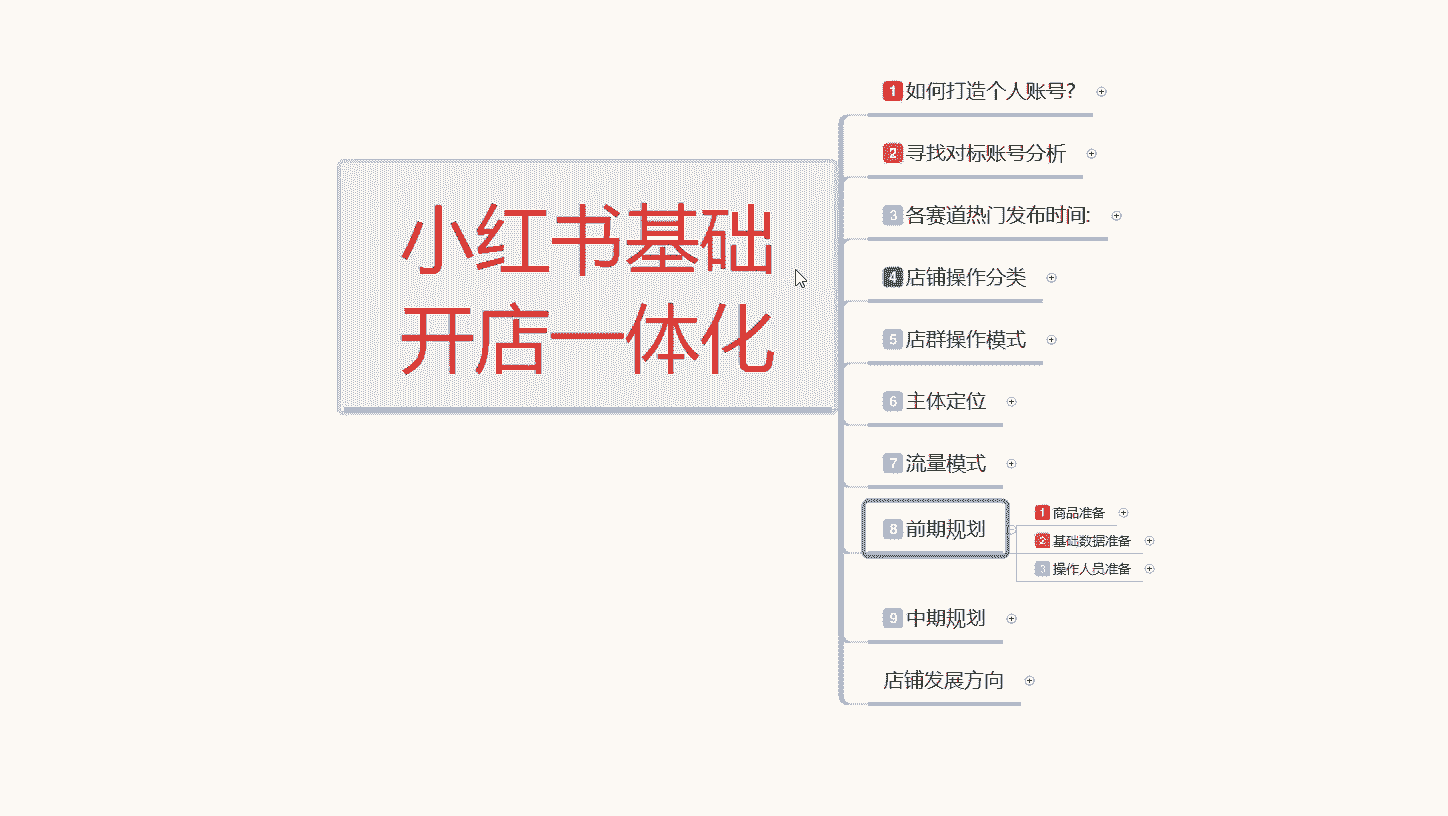 小红书基础
开店一体化
1 如何打造个人账号?
2 寻找对标账号分析
3 各赛道热门发布时间:
4 店铺操作分类
5 店群操作模式
6 主体定位
7 流量模式
8 前期规划
1 商品准备
2 基础数据准备
3 操作人员准备
9 中期规划
店铺发展方向